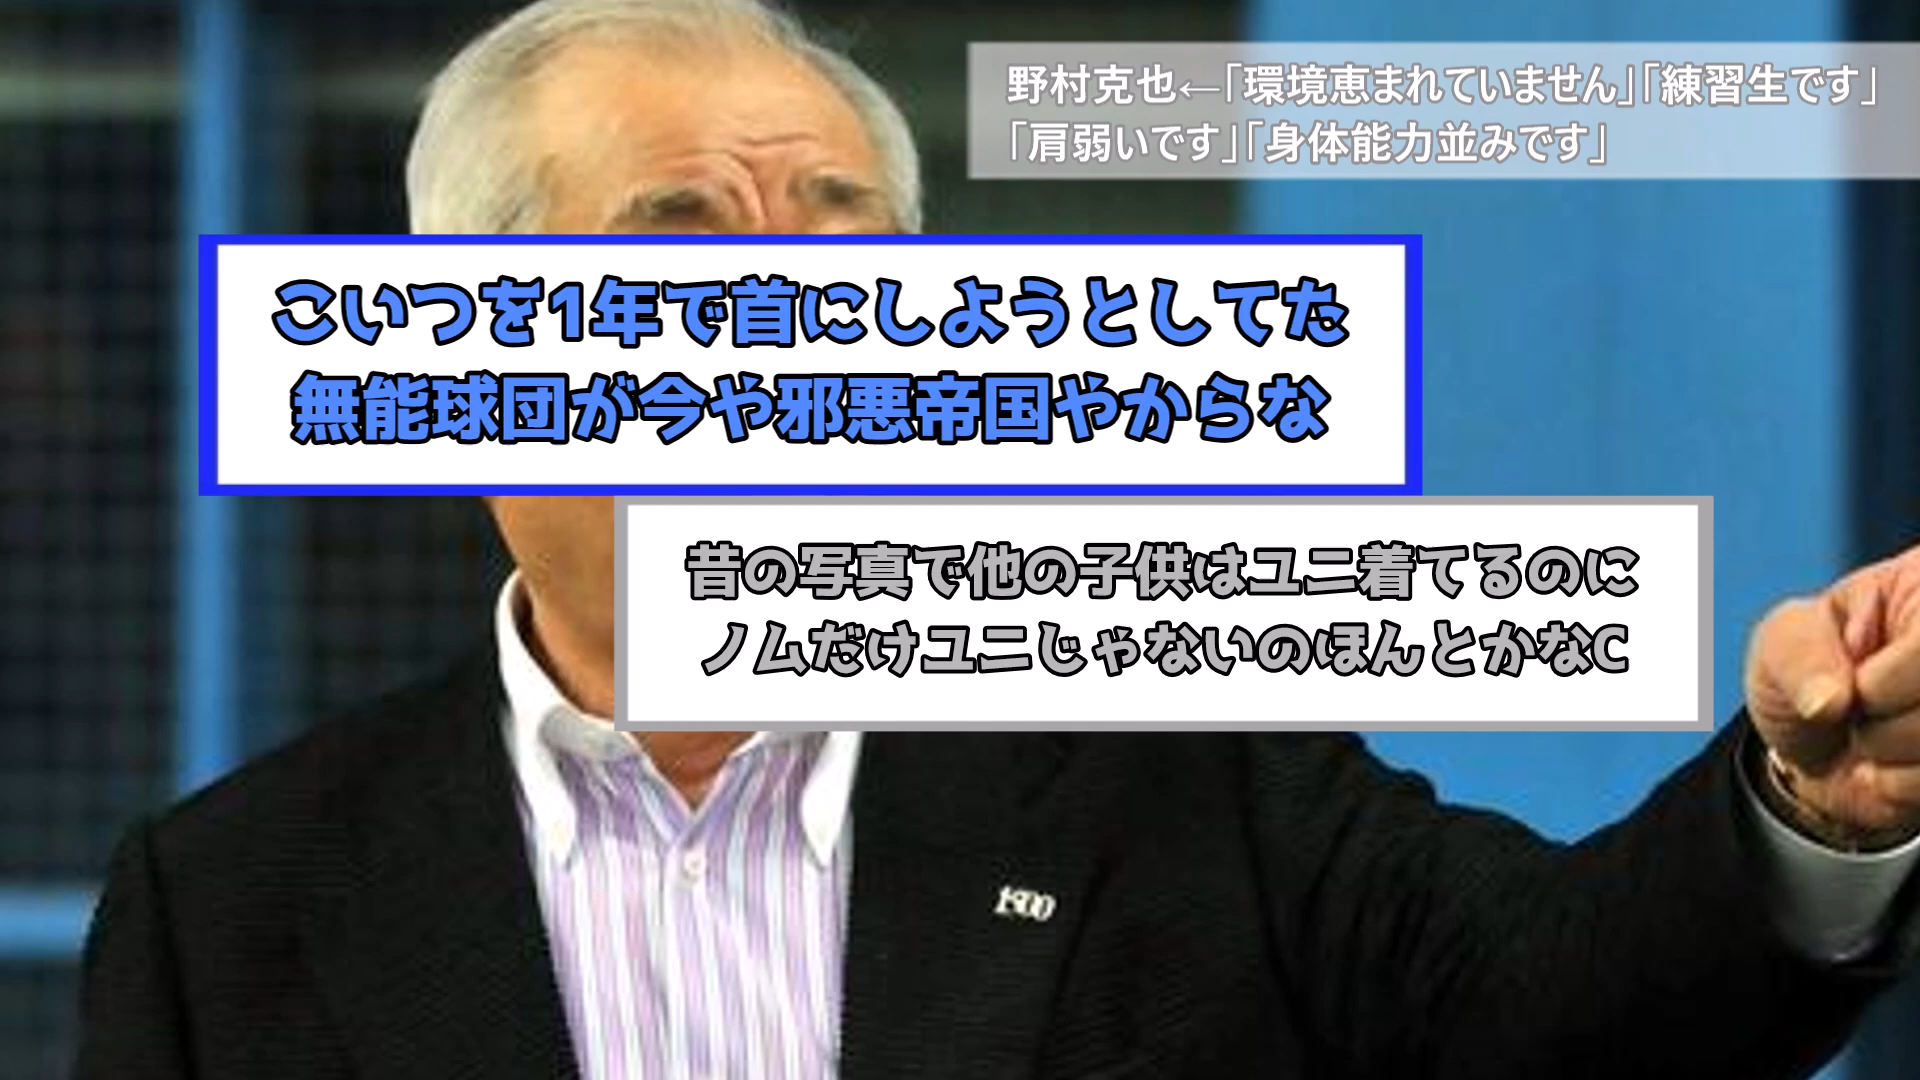 野村克也←「環境恵まれていません」「練習生です」
「肩弱いです」「身体能力並みです」
こいつを1年で首にしようとしてた
無能球団が今や邪悪帝国やからな
昔の写真で他の子供はユニ着てるのに
ノムだけユニじゃないのほんとかなC